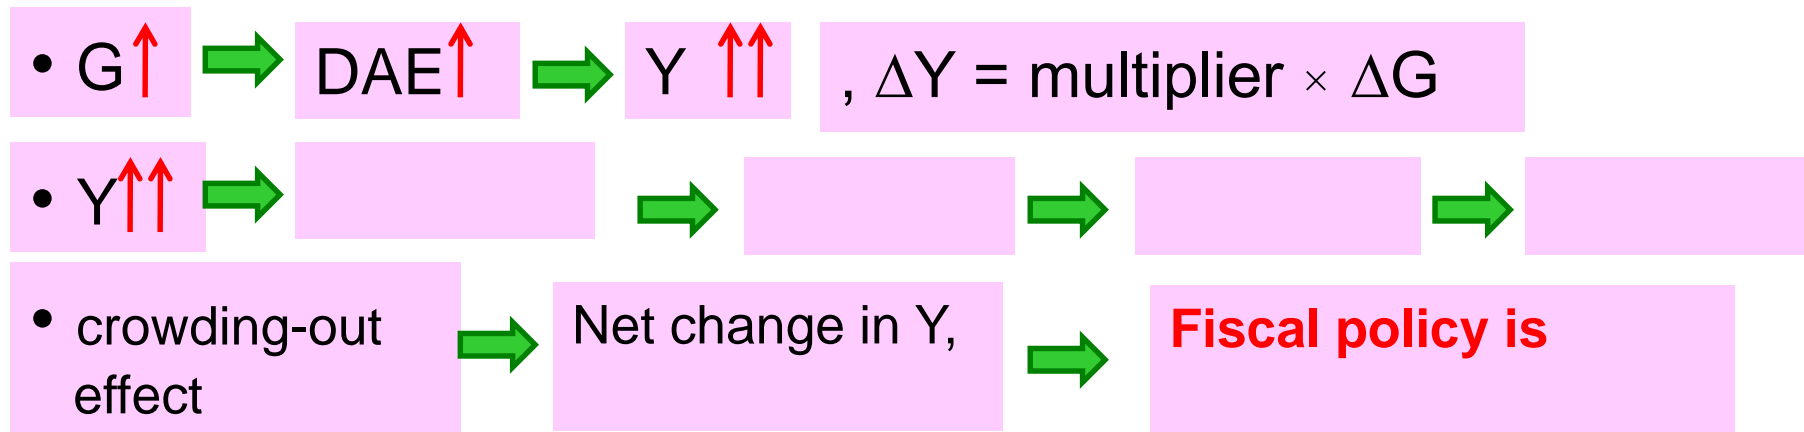 • G↑ DAE↑ Y ↑↑ , ΔY = multiplier × ΔG
• Y↑↑
• crowding-out effect
Net change in Y,
Fiscal policy is